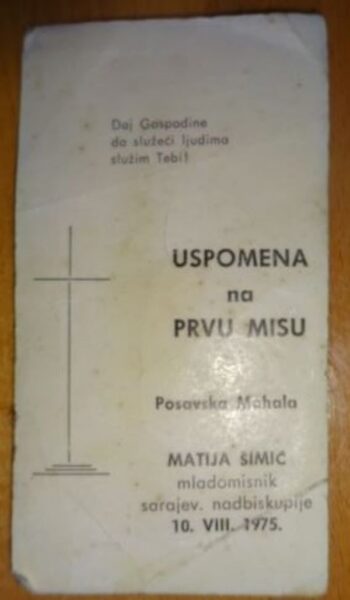 Daj Gospodine
da služeći ljudima
služim Tebi!
USPOMENA
na
PRVU MISU
Posavska Mahala
MATIJA SIMIĆ
mladomisnik
sarajev. nadbiskupije
10. VIII. 1975.